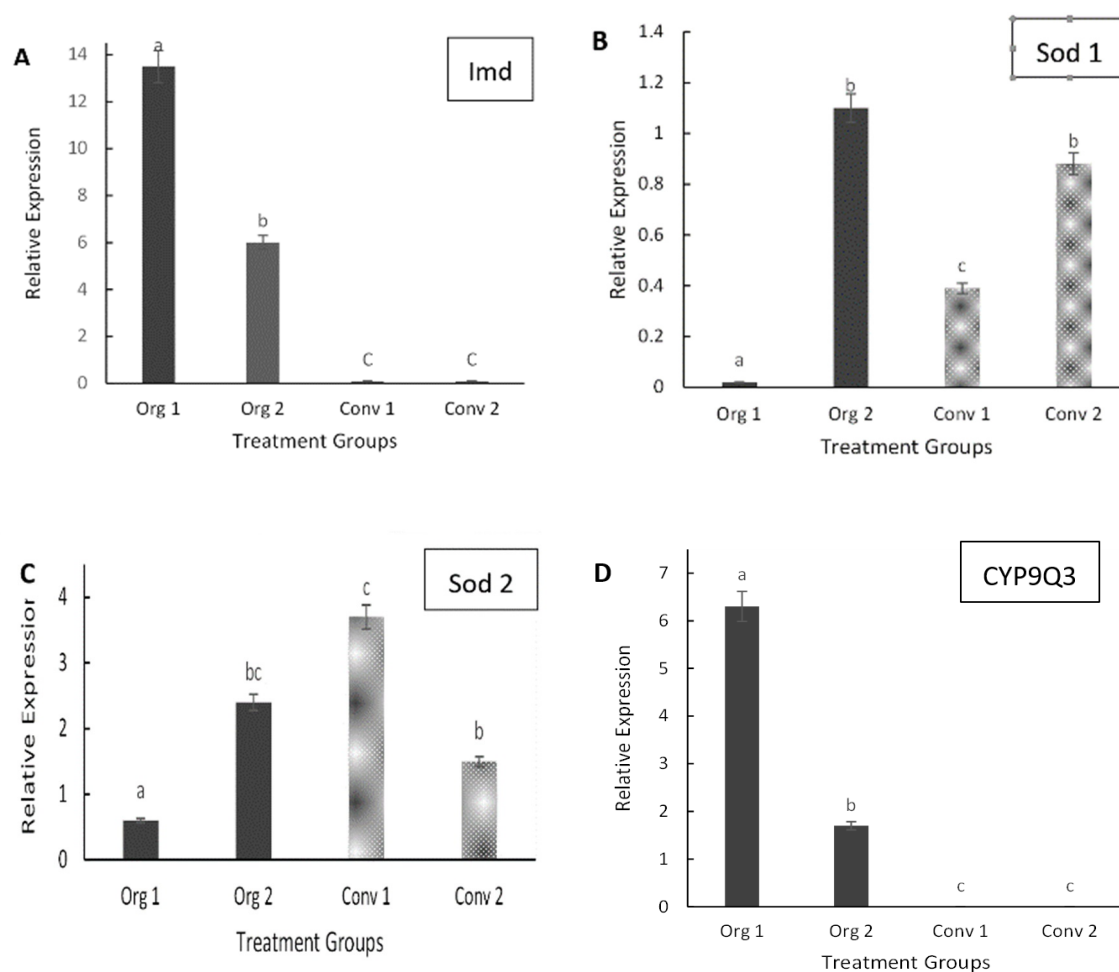 A
Imd
Relative Expression
14
12
10
8
6
4
2
0
a
b
C
C
Org 1 Org 2 Conv 1 Conv 2
Treatment Groups
B
Sod 1
Relative Expression
1.4
1.2
1
0.8
0.6
0.4
0.2
0
a
b
c
b
Org 1 Org 2 Conv 1 Conv 2
Treatment Groups
C
Sod 2
Relative Expressior
4
3
2
1
0
a
bc
c
b
Org 1 Org 2 Conv 1 Conv 2
Treatment Groups
D
CYP9Q3
Relative Expression
7
6
5
4
3
2
1
0
a
b
c
c
Org 1 Org 2 Conv 1 Conv 2
Treatment Groups